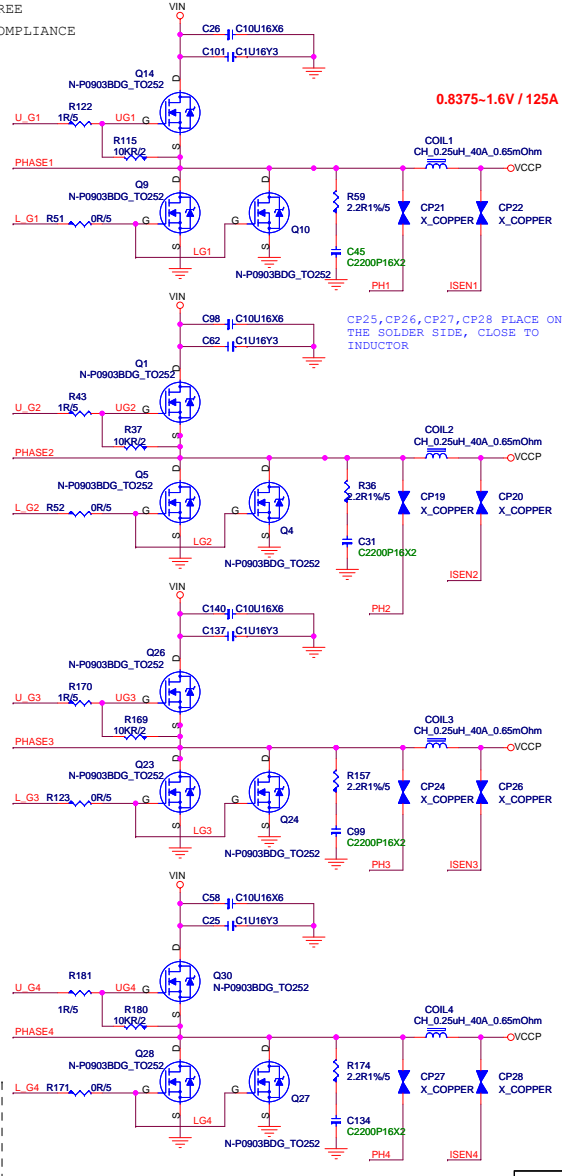 REE
OMPLIANCE
VIN
C26 C10U16X6
C101 C1U16Y3
Q14
N-P0903BDG_TO252
D
0.8375~1.6V / 125A
U_G1 R122 1R/5 UG1 G
R115
10KR/2
S
COIL1
CH_0.25uH_40A_0.65mOhm
PHASE1
VCCP
Q9
N-P0903BDG_TO252
D D
R59
2.2R1%/5
CP21
X_COPPER
CP22
X_COPPER
L_G1 R51 0R/5 G G
Q10
LG1
S S
C45
C2200P16X2
N-P0903BDG_TO252
PH1 ISEN1
VIN
C98 C10U16X6
C62 C1U16Y3
CP25,CP26,CP27,CP28 PLACE ON
THE SOLDER SIDE, CLOSE TO
INDUCTOR
Q1
N-P0903BDG_TO252
D
U_G2 R43 1R/5 UG2 G
R37
10KR/2
S
COIL2
CH_0.25uH_40A_0.65mOhm
PHASE2
VCCP
Q5
N-P0903BDG_TO252
D D
R36
2.2R1%/5
CP19
X_COPPER
CP20
X_COPPER
L_G2 R52 0R/5 G G
Q4
LG2
S S
C31
C2200P16X2
N-P0903BDG_TO252
ISEN2
PH2
VIN
C140 C10U16X6
C137 C1U16Y3
Q26
N-P0903BDG_TO252
D
U_G3 R170 1R/5 UG3 G
R169
10KR/2
S
COIL3
CH_0.25uH_40A_0.65mOhm
PHASE3
VCCP
Q23
N-P0903BDG_TO252
D D
R157
2.2R1%/5
CP24
X_COPPER
CP26
X_COPPER
L_G3 R123 0R/5 G G
Q24
LG3
S S
C99
C2200P16X2
N-P0903BDG_TO252
PH3 ISEN3
VIN
C58 C10U16X6
C25 C1U16Y3
D
Q30
N-P0903BDG_TO252
U_G4 R181 1R/5 UG4 G
R180
10KR/2
S
COIL4
CH_0.25uH_40A_0.65mOhm
PHASE4
VCCP
Q28
N-P0903BDG_TO252
D D
R174
2.2R1%/5
CP27
X_COPPER
CP28
X_COPPER
L_G4 R171 0R/5 G G
Q27
LG4
S S
C134
C2200P16X2
N-P0903BDG_TO252
PH4 ISEN4